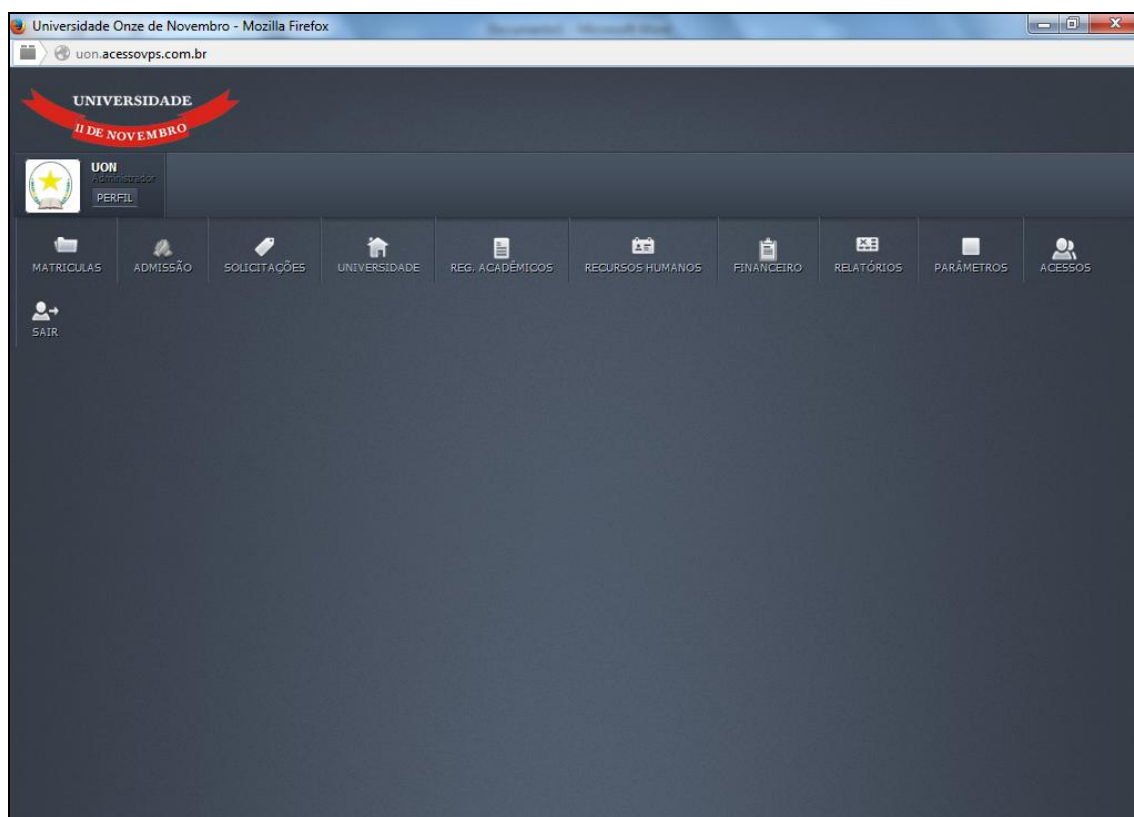 Universidade Onze de Novembro - Mozilla Firefox
uon.acessovps.com.br
UNIVERSIDADE
11 DE NOVEMBRO
UON
Administrador
PERFIL
MATRICULAS ADMISSÃO SOLICITAÇÕES UNIVERSIDADE REG. ACADÊMICOS RECURSOS HUMANOS FINANCEIRO RELATÓRIOS PARÂMETROS ACESSOS
SAIR